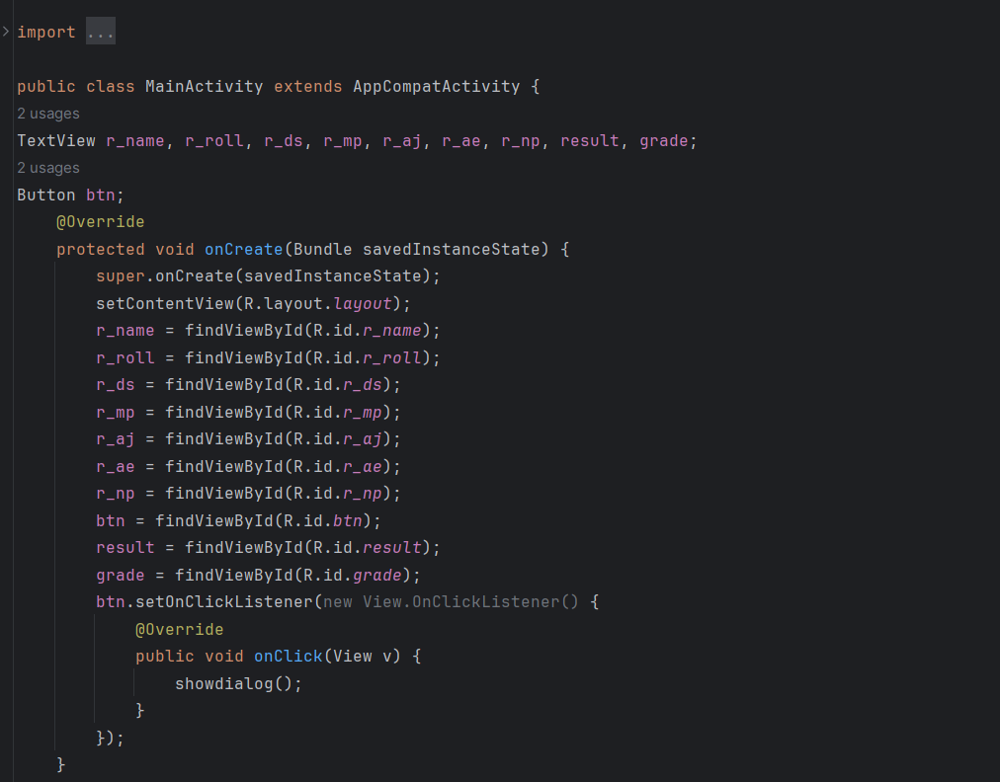 import ...
public class MainActivity extends AppCompatActivity {
2 usages
TextView r_name, r_roll, r_ds, r_mp, r_aj, r_ae, r_np, result, grade;
2 usages
Button btn;
@Override
protected void onCreate(Bundle savedInstanceState) {
super.onCreate(savedInstanceState);
setContentView(R.layout.layout);
r_name = findViewById(R.id.r_name);
r_roll = findViewById(R.id.r_roll);
r_ds = findViewById(R.id.r_ds);
r_mp = findViewById(R.id.r_mp);
r_aj = findViewById(R.id.r_aj);
r_ae = findViewById(R.id.r_ae);
r_np = findViewById(R.id.r_np);
btn = findViewById(R.id.btn);
result = findViewById(R.id.result);
grade = findViewById(R.id.grade);
btn.setOnClickListener(new View.OnClickListener() {
@Override
public void onClick(View v) {
showdialog();
}
});
}